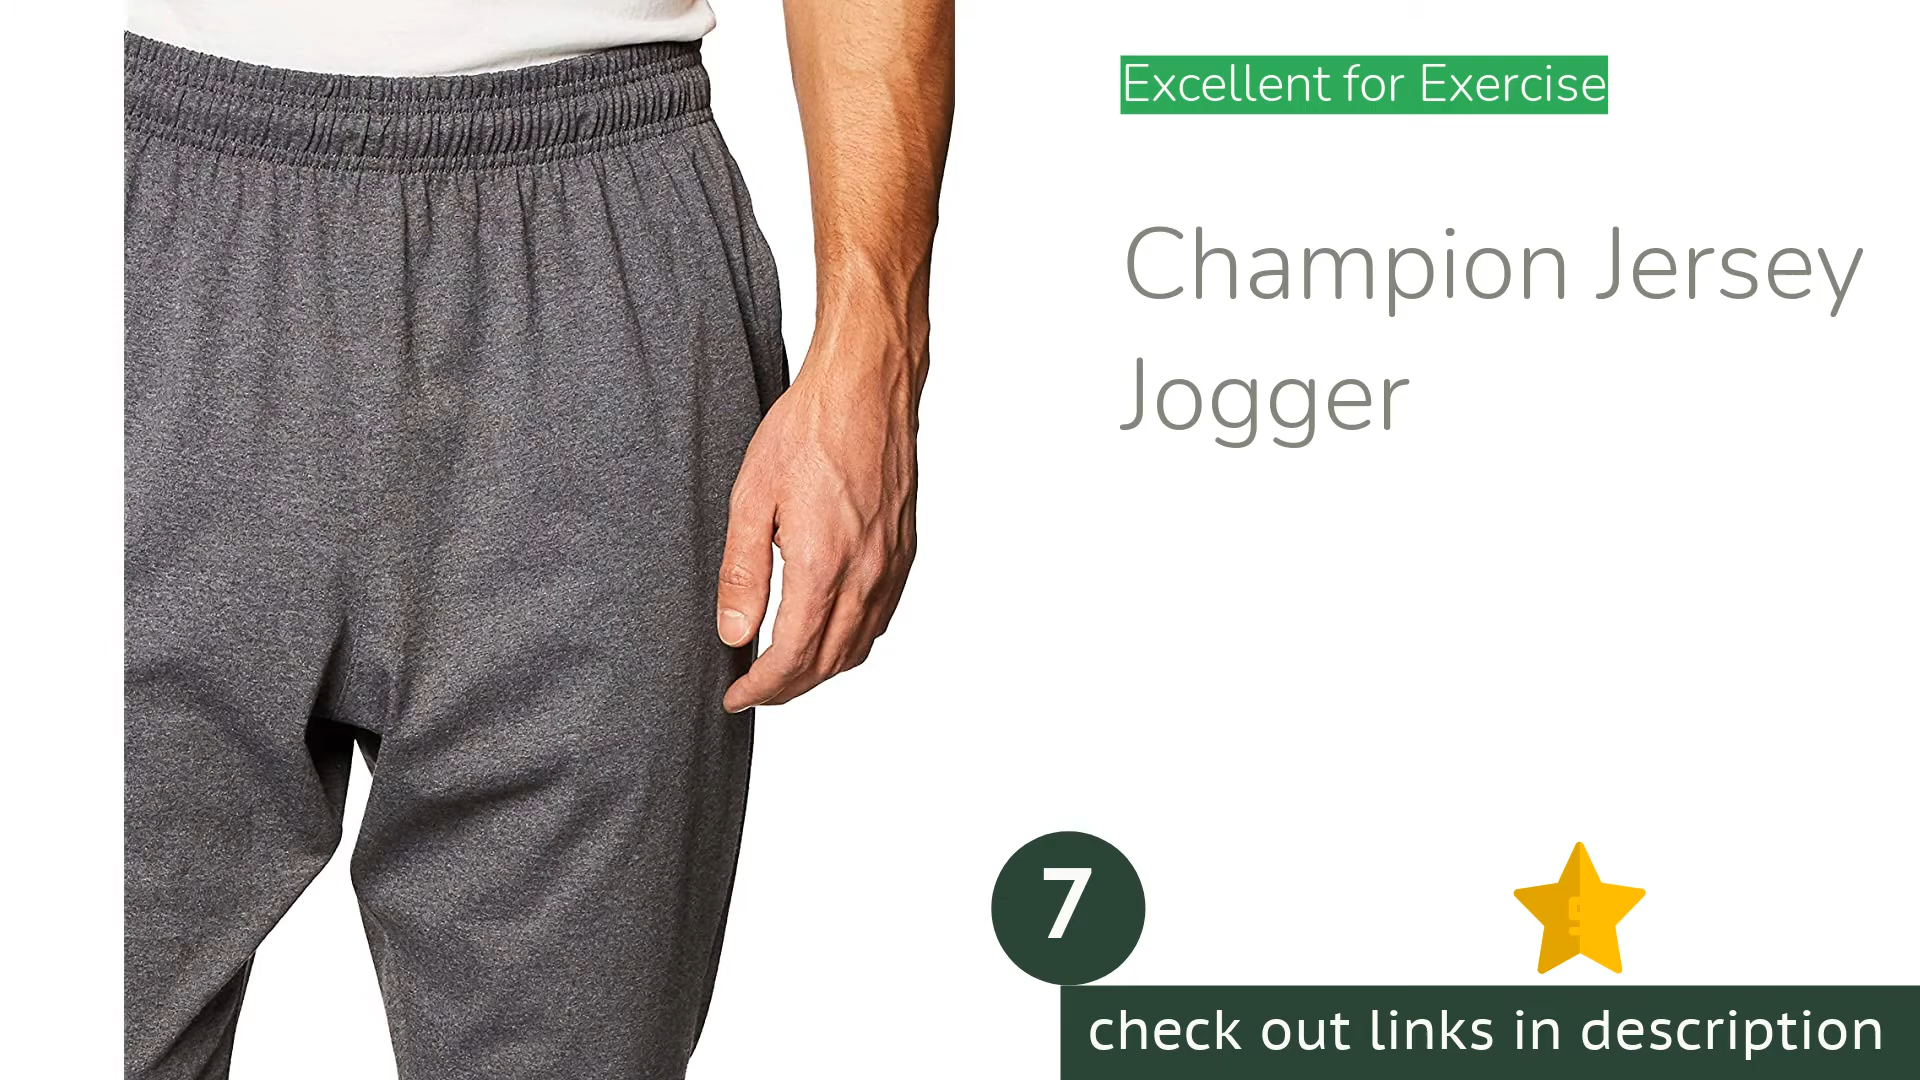 Excellent for Exercise
Champion Jersey
Jogger
7
check out links in description